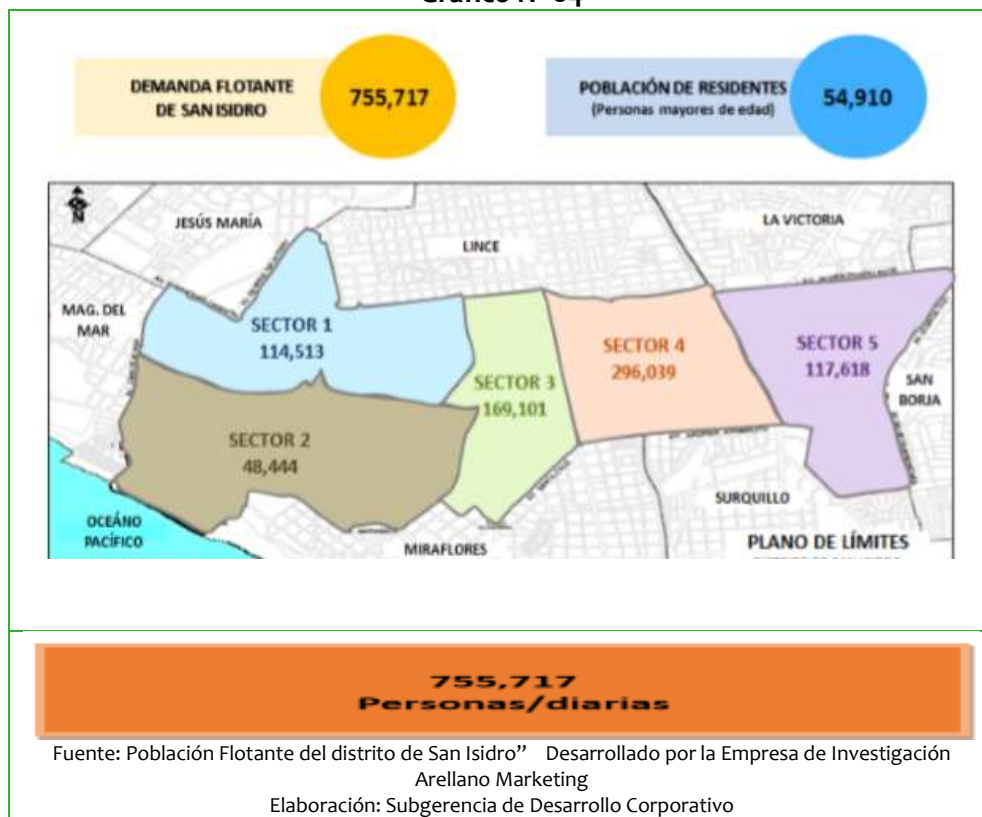 DEMANDA FLOTANTE
DE SAN ISIDRO
755,717
POBLACIÓN DE RESIDENTES
(Personas mayores de edad)
54,910
N
JESÚS MARÍA
LINCE
LA VICTORIA
MAG. DEL
MAR
SECTOR 1
114,513
SECTOR 3
169,101
SECTOR 4
296,039
SECTOR 5
117,618
SAN
BORJA
SECTOR 2
48,444
SURQUILLO
OCEÁNO
PACÍFICO
MIRAFLORES
PLANO DE LÍMITES
755,717
Personas/diarias
Fuente: Población Flotante del distrito de San Isidro” Desarrollado por la Empresa de Investigación
Arellano Marketing
Elaboración: Subgerencia de Desarrollo Corporativo